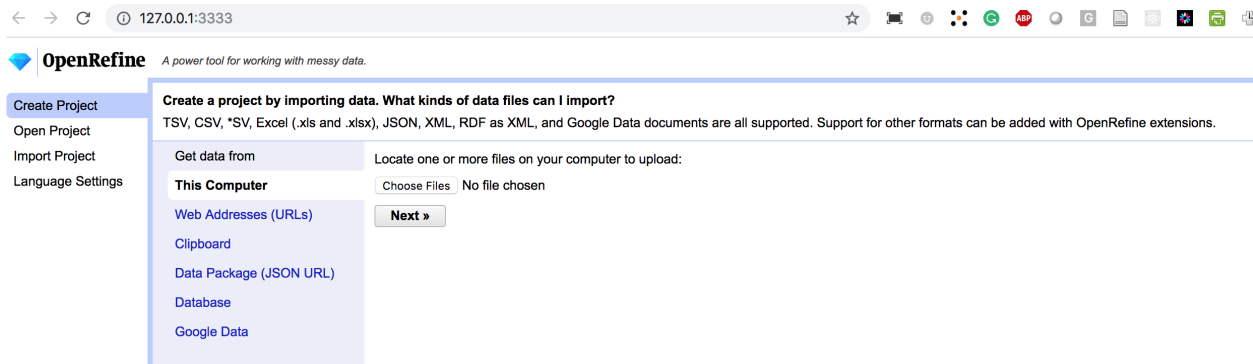 127.0.0.1:3333
G
ABP
G
OpenRefine A power tool for working with messy data.
Create Project
Open Project
Import Project
Language Settings
Create a project by importing data. What kinds of data files can I import?
TSV, CSV, *SV, Excel (.xls and .xlsx), JSON, XML, RDF as XML, and Google Data documents are all supported. Support for other formats can be added with OpenRefine extensions.
Get data from
This Computer
Web Addresses (URLs)
Clipboard
Data Package (JSON URL)
Database
Google Data
Locate one or more files on your computer to upload:
Choose Files No file chosen
Next »